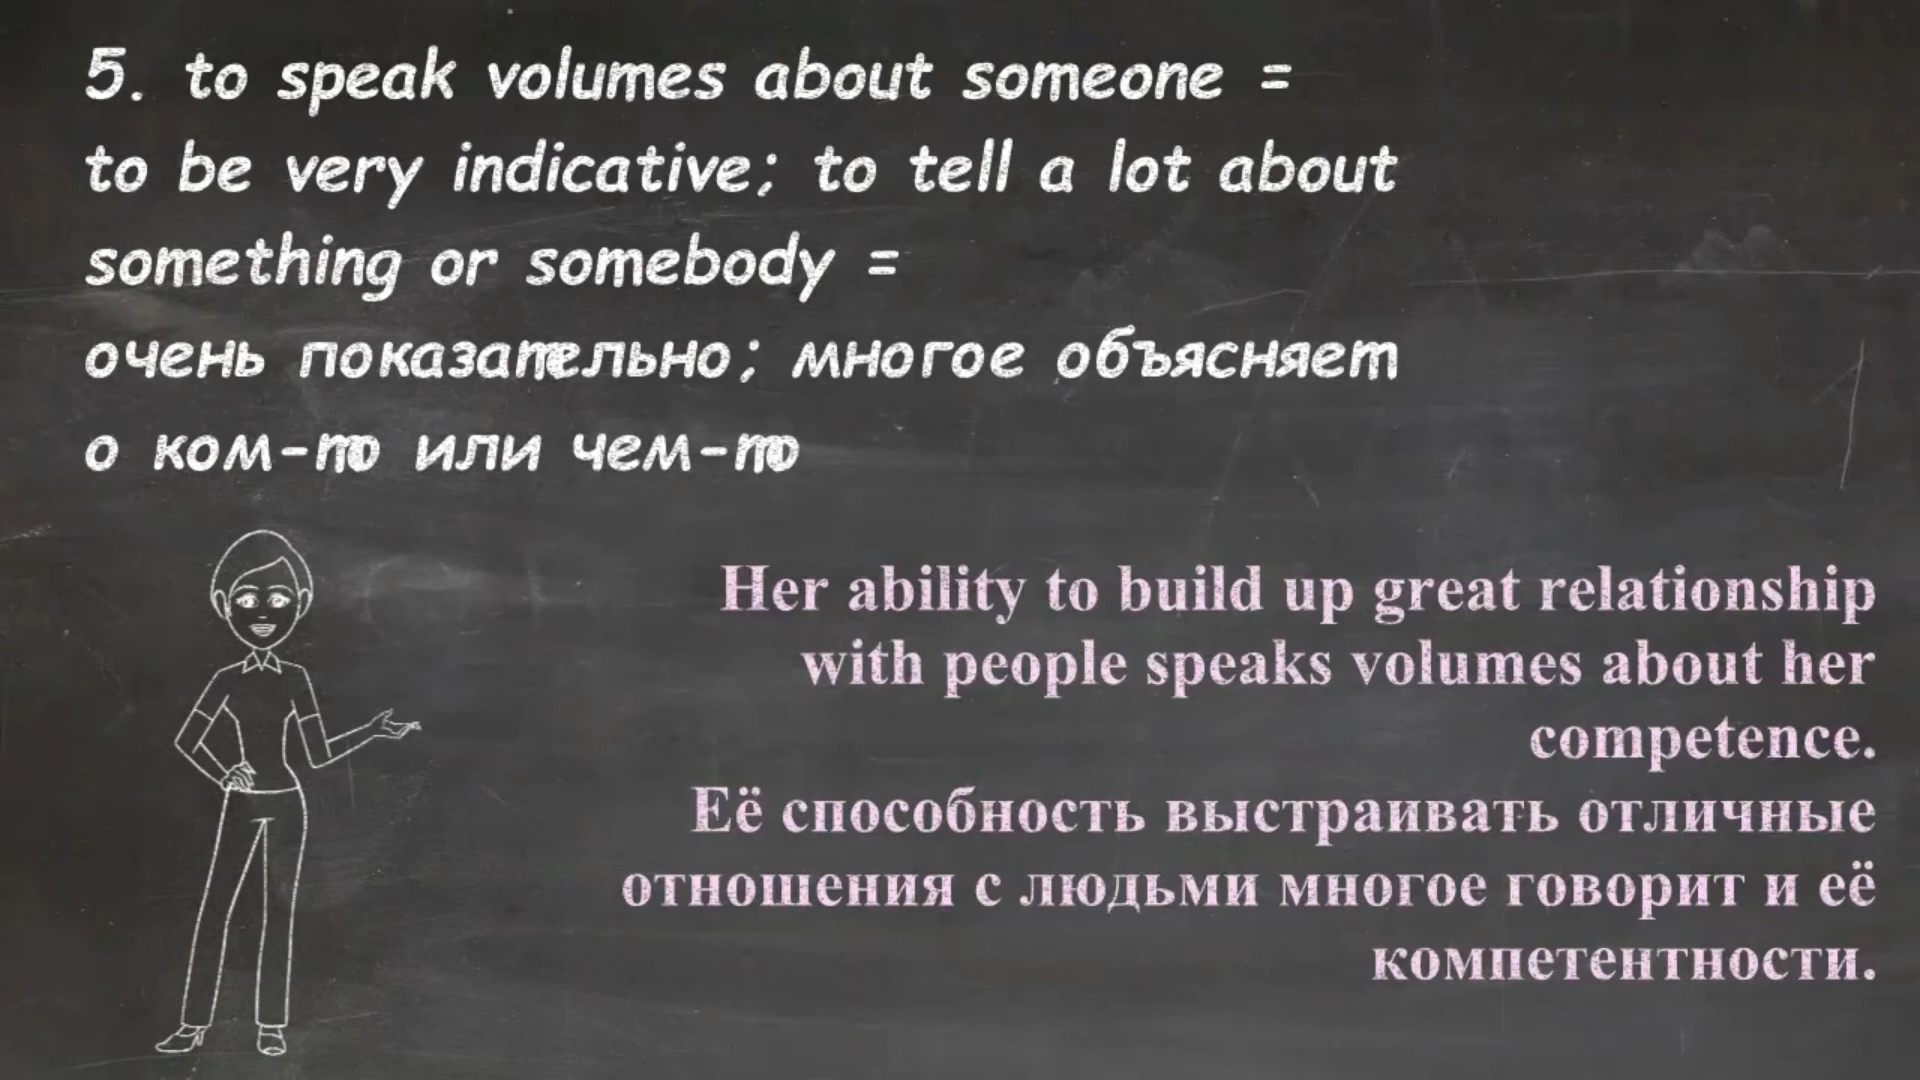 5. to speak volumes about someone =
to be very indicative; to tell a lot about
something or somebody =
очень показательно; многое объясняет
о ком-то или чем-то
Her ability to build up great relationship
with people speaks volumes about her
competence.
Её способность выстраивать отличные
отношения с людьми многое говорит и её
компетентности.